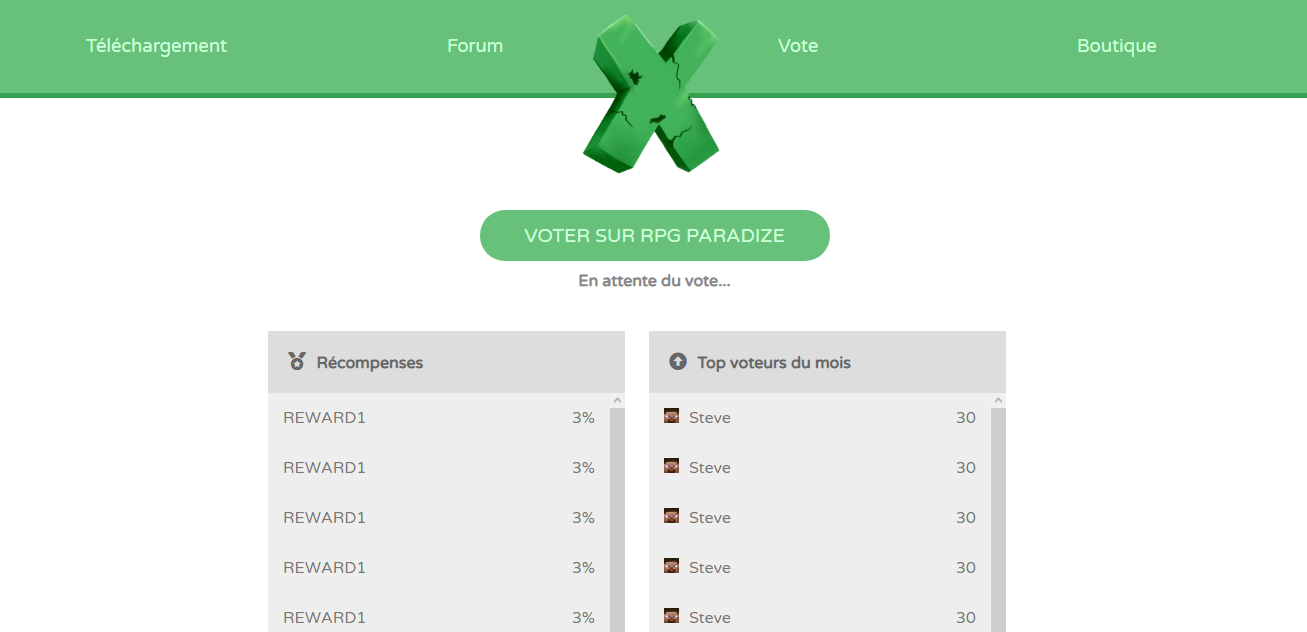 Téléchargement Forum Vote Boutique
VOTER SUR RPG PARADIZE
En attente du vote...
Récompenses
REWARD1 3%
REWARD1 3%
REWARD1 3%
REWARD1 3%
REWARD1 3%
Top voteurs du mois
Steve 30
Steve 30
Steve 30
Steve 30
Steve 30